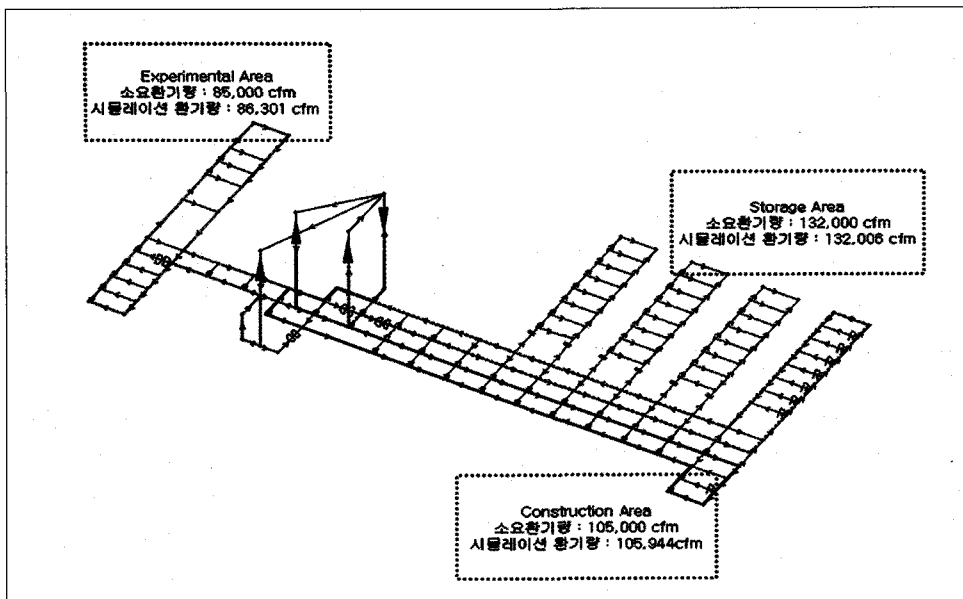 Experimental Area
소요환기량 : 85,000 cfm
시뮬레이션 환기량 : 86,301 cfm
Storage Area
소요환기량 : 132,000 cfm
시뮬레이션 환기량 : 132,006 cfm
Construction Area
소요환기량 : 105,000 cfm
시뮬레이션 환기량 : 105,944cfm